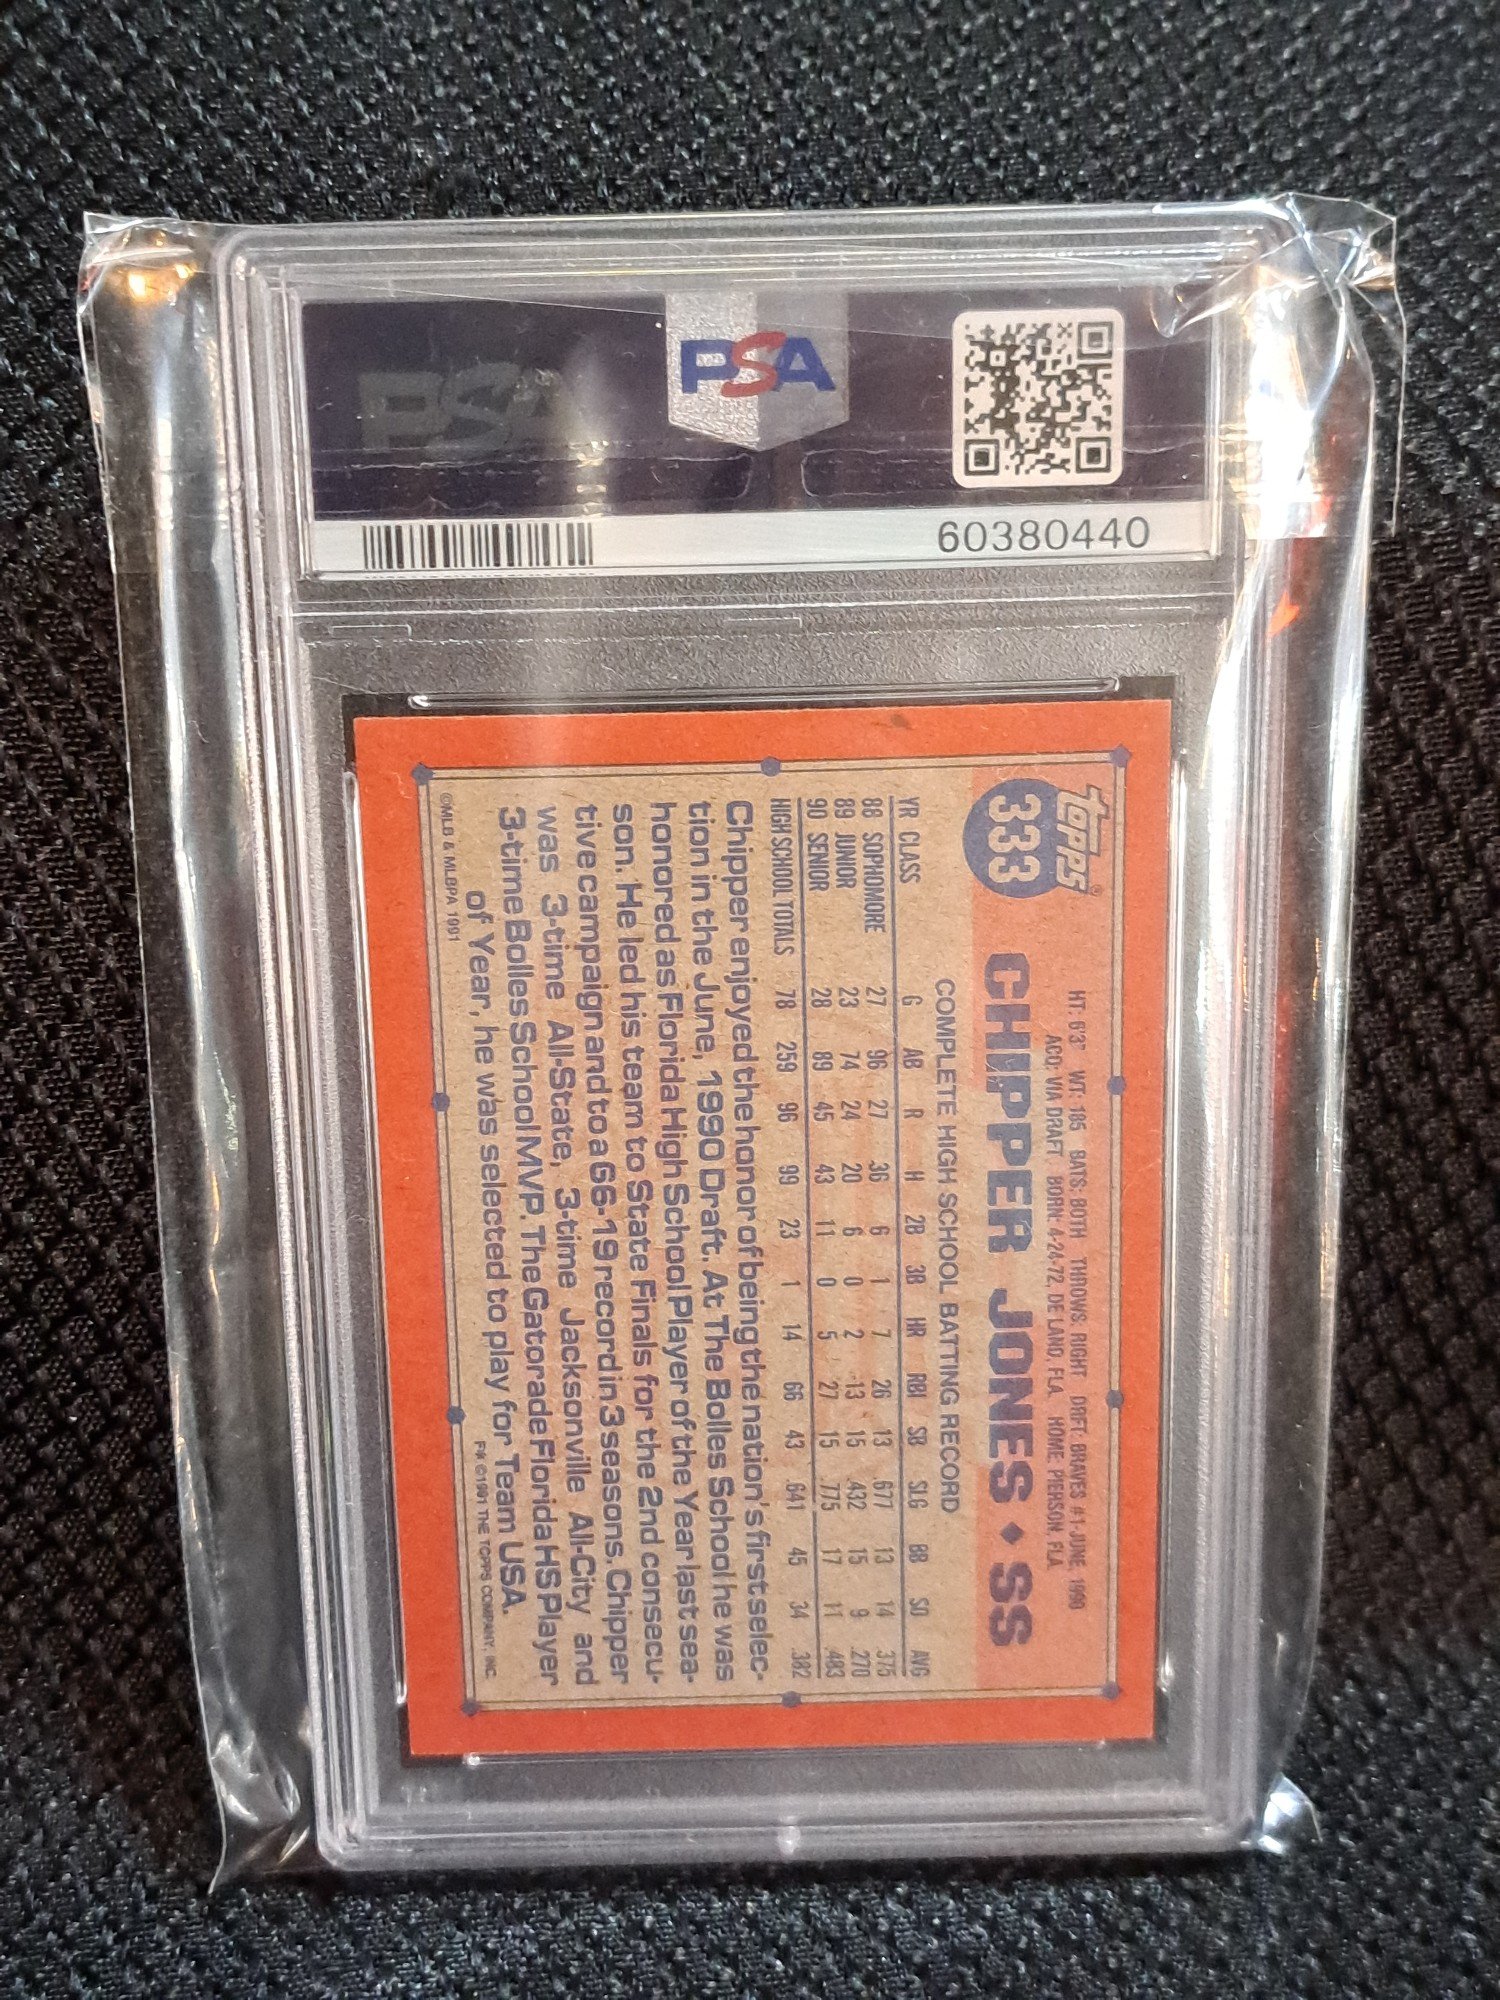 PSA
PSA
60380440
Topps®
333
HT: 6'3" WT: 185 BATS: BOTH THROWS: RIGHT DRFT: BRAVES #1-JUNE, 1990
ACQ: VIA DRAFT BORN: 4-24-72, DE LAND, FLA. HOME: PIERSON, FLA.
CHIPPER JONES ♦ SS
COMPLETE HIGH SCHOOL BATTING RECORD
YR CLASS G AB R H 2B 3B HR RBI SB SLG BB SO AVG
88 SOPHOMORE 27 96 27 36 6 1 7 26 13 .677 13 14 .375
89 JUNIOR 23 74 24 20 6 0 2 13 15 .432 15 9 .270
90 SENIOR 28 89 45 43 11 0 5 27 15 .775 17 11 .483
HIGH SCHOOL TOTALS 78 259 96 99 23 1 14 66 43 .641 45 34 .382
Chipper enjoyed the honor of being the nation's first selec-
tion in the June, 1990 Draft. At The Bolles School he was
honored as Florida High School Player of the Year last sea-
son. He led his team to State Finals for the 2nd consecu-
tive campaign and to a 66-19 record in 3 seasons. Chipper
was 3-time All-State, 3-time Jacksonville All-City and
3-time Bolles School MVP. The Gatorade Florida HS Player
of Year, he was selected to play for Team USA.
©MLB & MLBPA 1991
©1991 THE TOPPS COMPANY, INC.